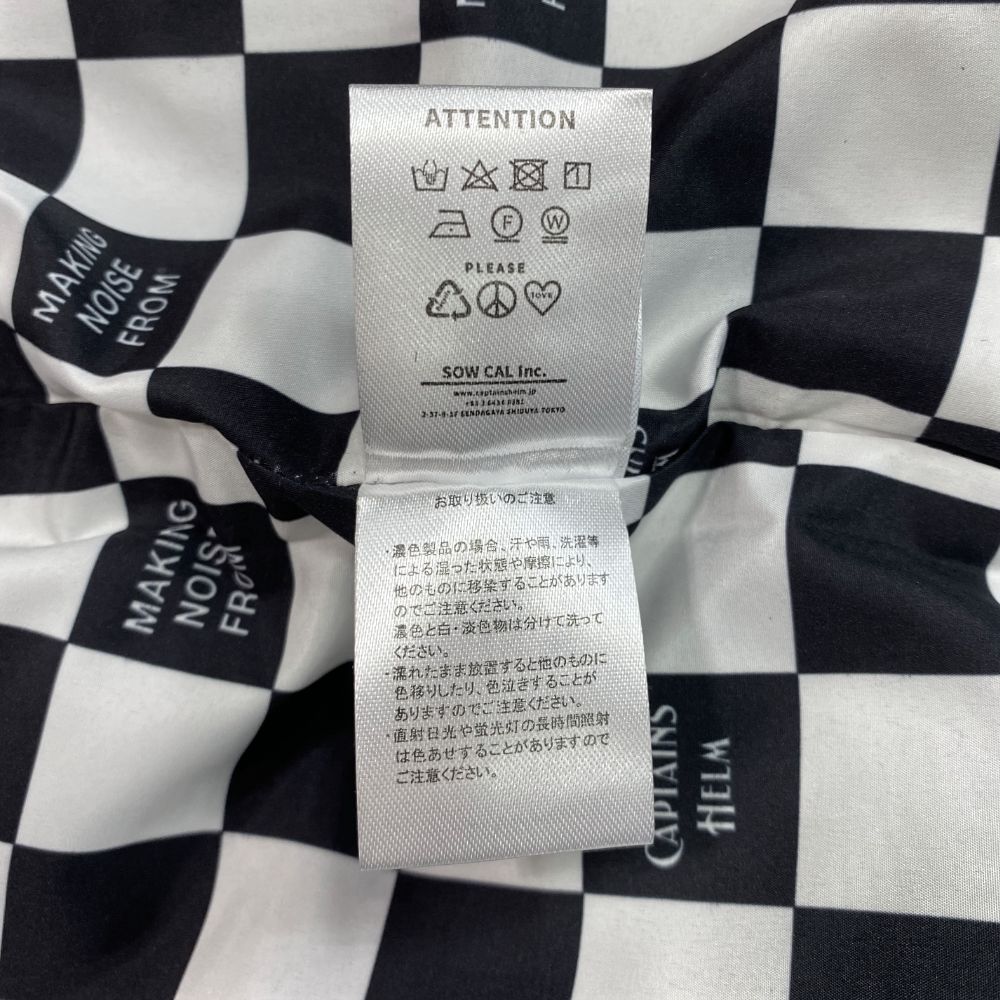 ATTENTION
F W
PLEASE
love
SOW CAL Inc.
www.captainshelm.jp
2-37-9-1F SENDAGAYA SHIBUYA TOKYO
お取り扱いのご注意
・濃色製品の場合、汗や雨、洗濯等
による湿った状態や摩擦により、
他のものに移染することがあります
のでご注意ください。
濃色と白・淡色物は分けて洗って
ください。
・濡れたまま放置すると他のものに
色移りしたり、色泣きすることが
ありますのでご注意ください。
・直射日光や蛍光灯の長時間照射
は色あせすることがありますので
ご注意ください。
MAKING
NOISE
FROM
MAKING
NOISE
FROM
CAPTAINS
HELM